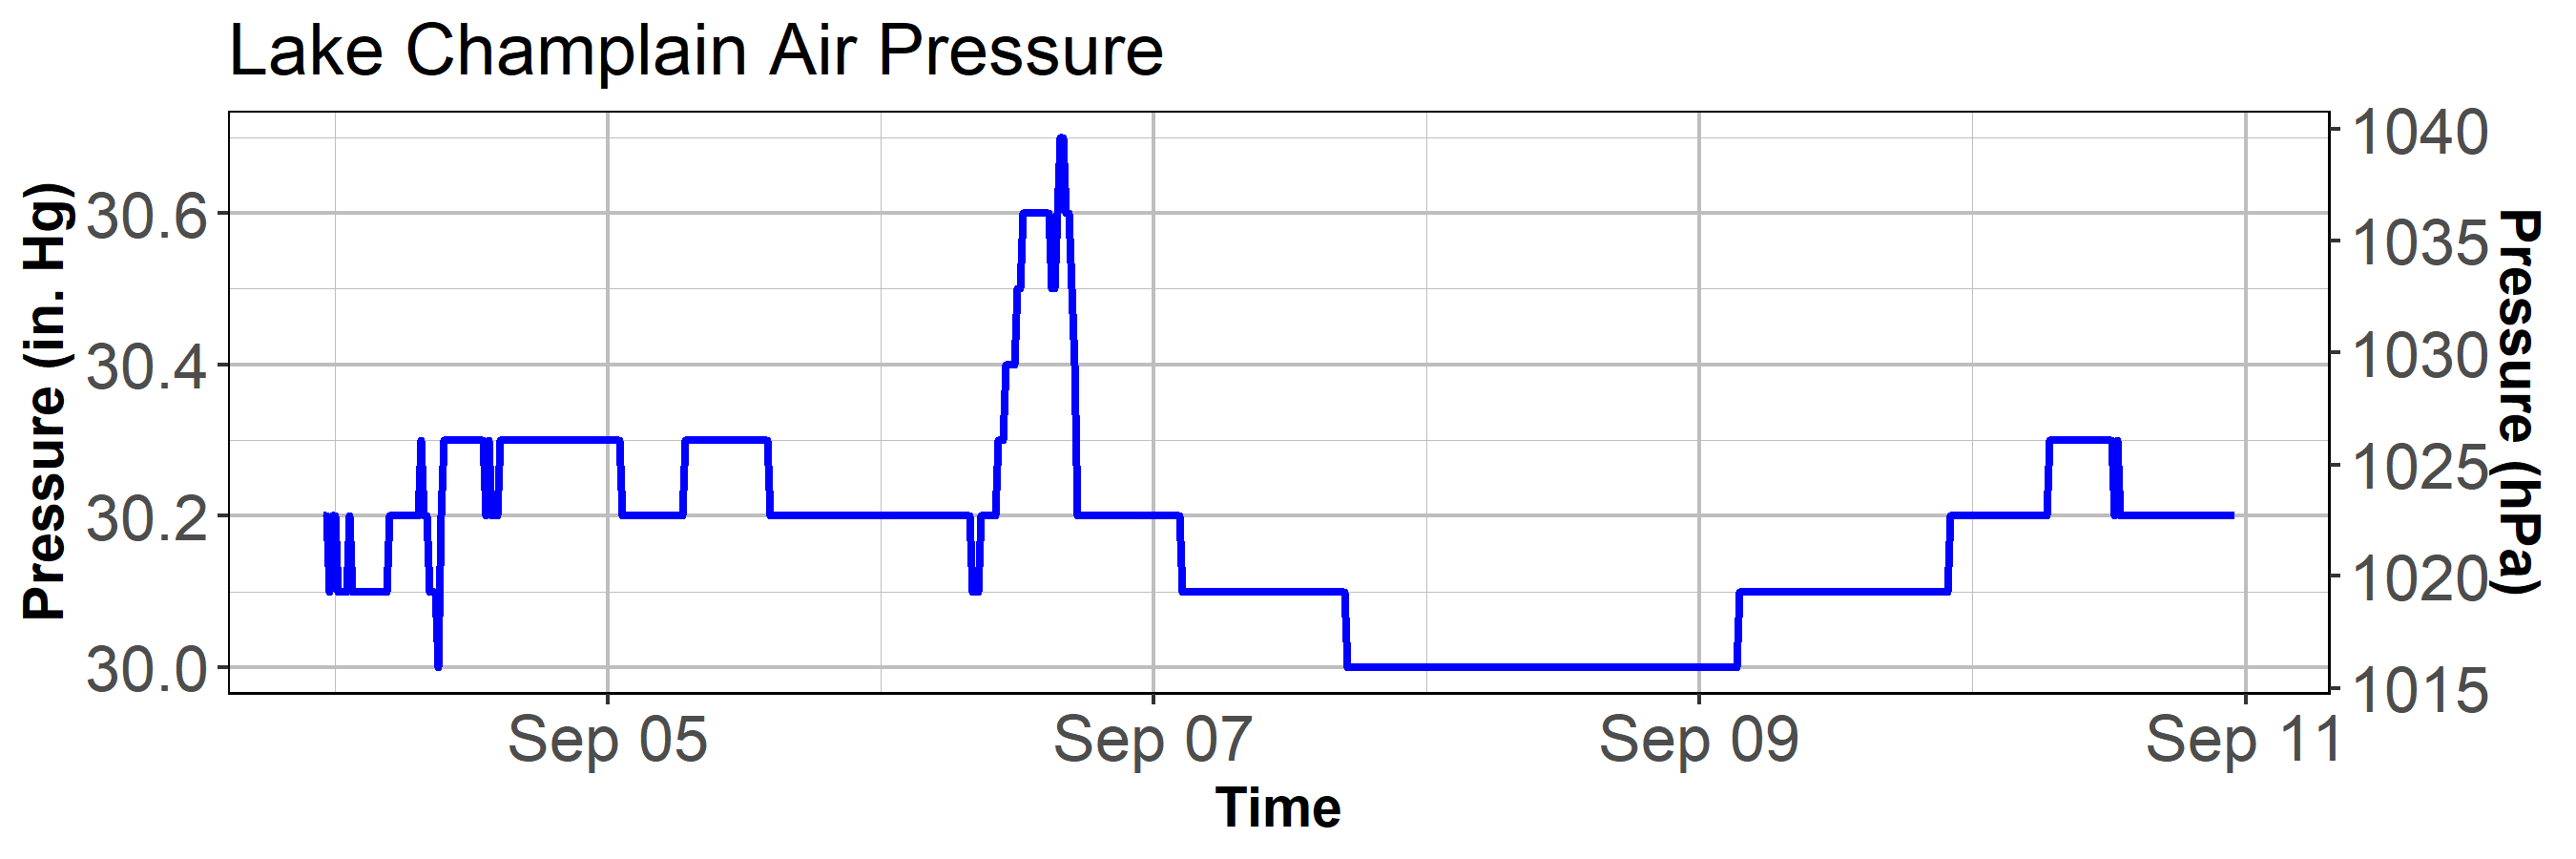 Lake Champlain Air Pressure
Pressure (in. Hg)
30.6
30.4
30.2
30.0
1040
1035
1030
1025
1020
1015
Pressure (hPa)
Sep 05 Sep 07 Sep 09 Sep 11
Time